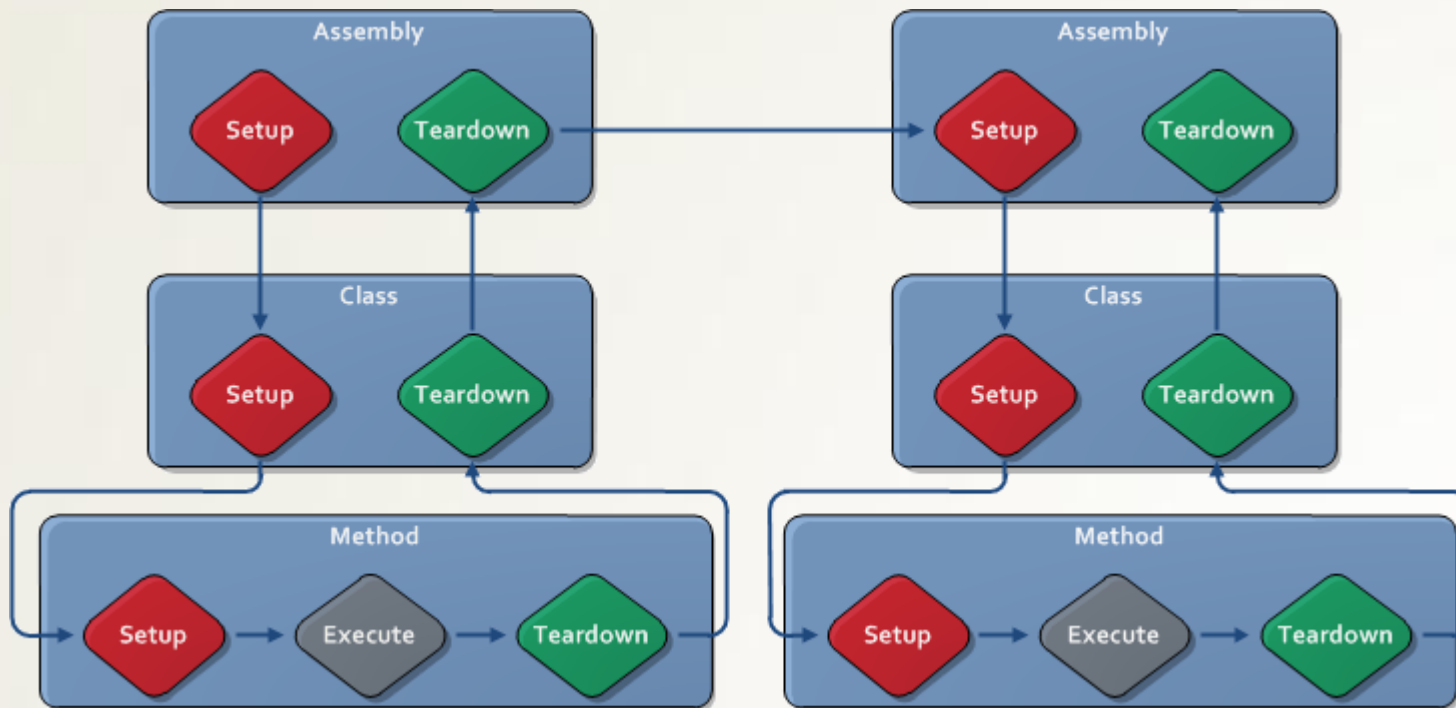 Assembly
Setup
Teardown
Assembly
Setup
Teardown
Class
Setup
Teardown
Class
Setup
Teardown
Method
Setup
Execute
Teardown
Method
Setup
Execute
Teardown